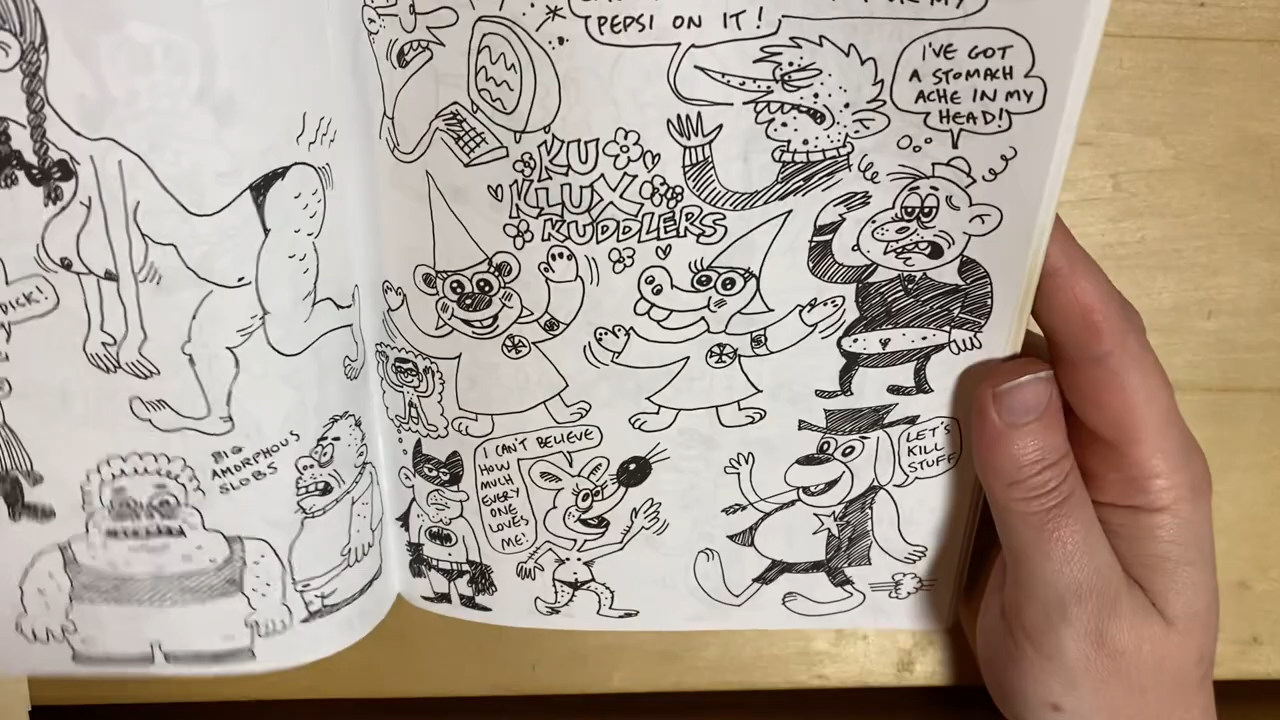 PEPSI ON IT!
I'VE GOT
A STOMACH
ACHE IN MY
HEAD!
KU
KLUX
KUDDLERS
DICK!
BIG
AMORPHOUS
SLOBS
I CAN'T BELIEVE
HOW
MUCH
EVERY
ONE
LOVES
ME!
LET'S
KILL
STUFF